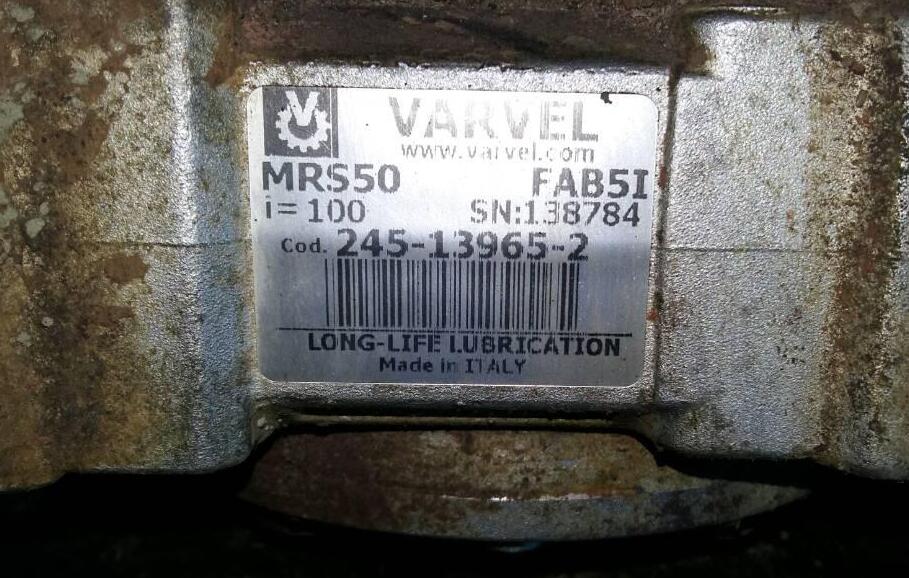 V
VARVEL
www.varvel.com
MRS50 FAB5I
i=100 SN:138784
Cod. 245-13965-2
LONG-LIFE LUBRICATION
Made in ITALY